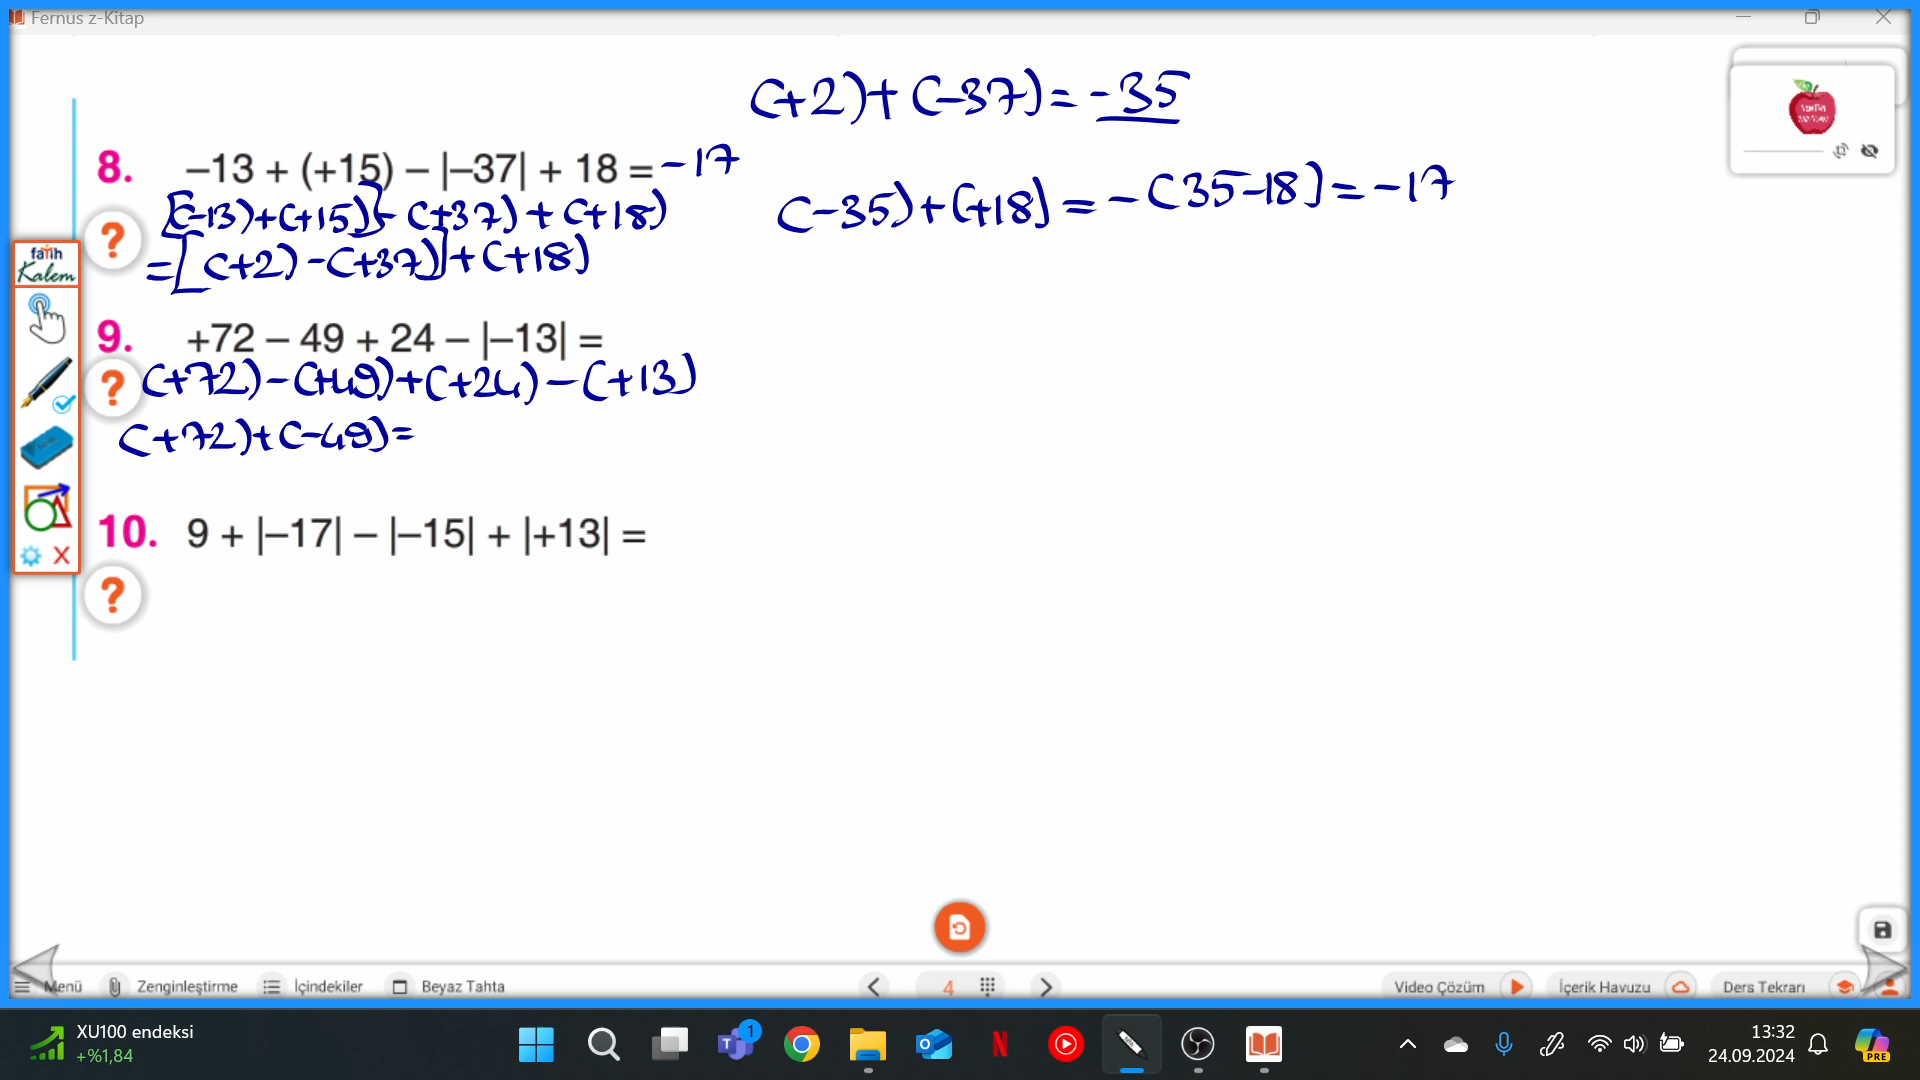 Fernus z-Kitap
(+2)+(-37)=-35
8. –13 + (+15) – |–37| + 18 = -17
[(-13)+(+15)]-(+37)+(+18)
=[(+2)-(+37)]+(+18)
(-35)+(+18)=-(35-18)=-17
fatih
Kalem
9. +72 – 49 + 24 – |–13| =
(+72)-(+49)+(+24)-(+13)
(+72)+(-49)=
10. 9 + |–17| – |–15| + |+13| =
Menü
Zenginleştirme
İçindekiler
Beyaz Tahta
4
Video Çözüm
İçerik Havuzu
Ders Tekrarı
XU100 endeksi
+%1,84
1
PRE
13:32
24.09.2024